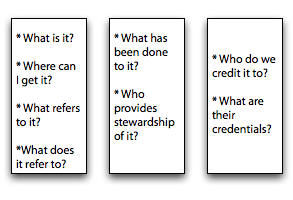 * What is it?
* Where can
I get it?
* What refers
to it?
*What does
it refer to?
* What has
been done
to it?
* Who
provides
stewardship
of it?
* Who do we
credit it to?
* What are
their
credentials?